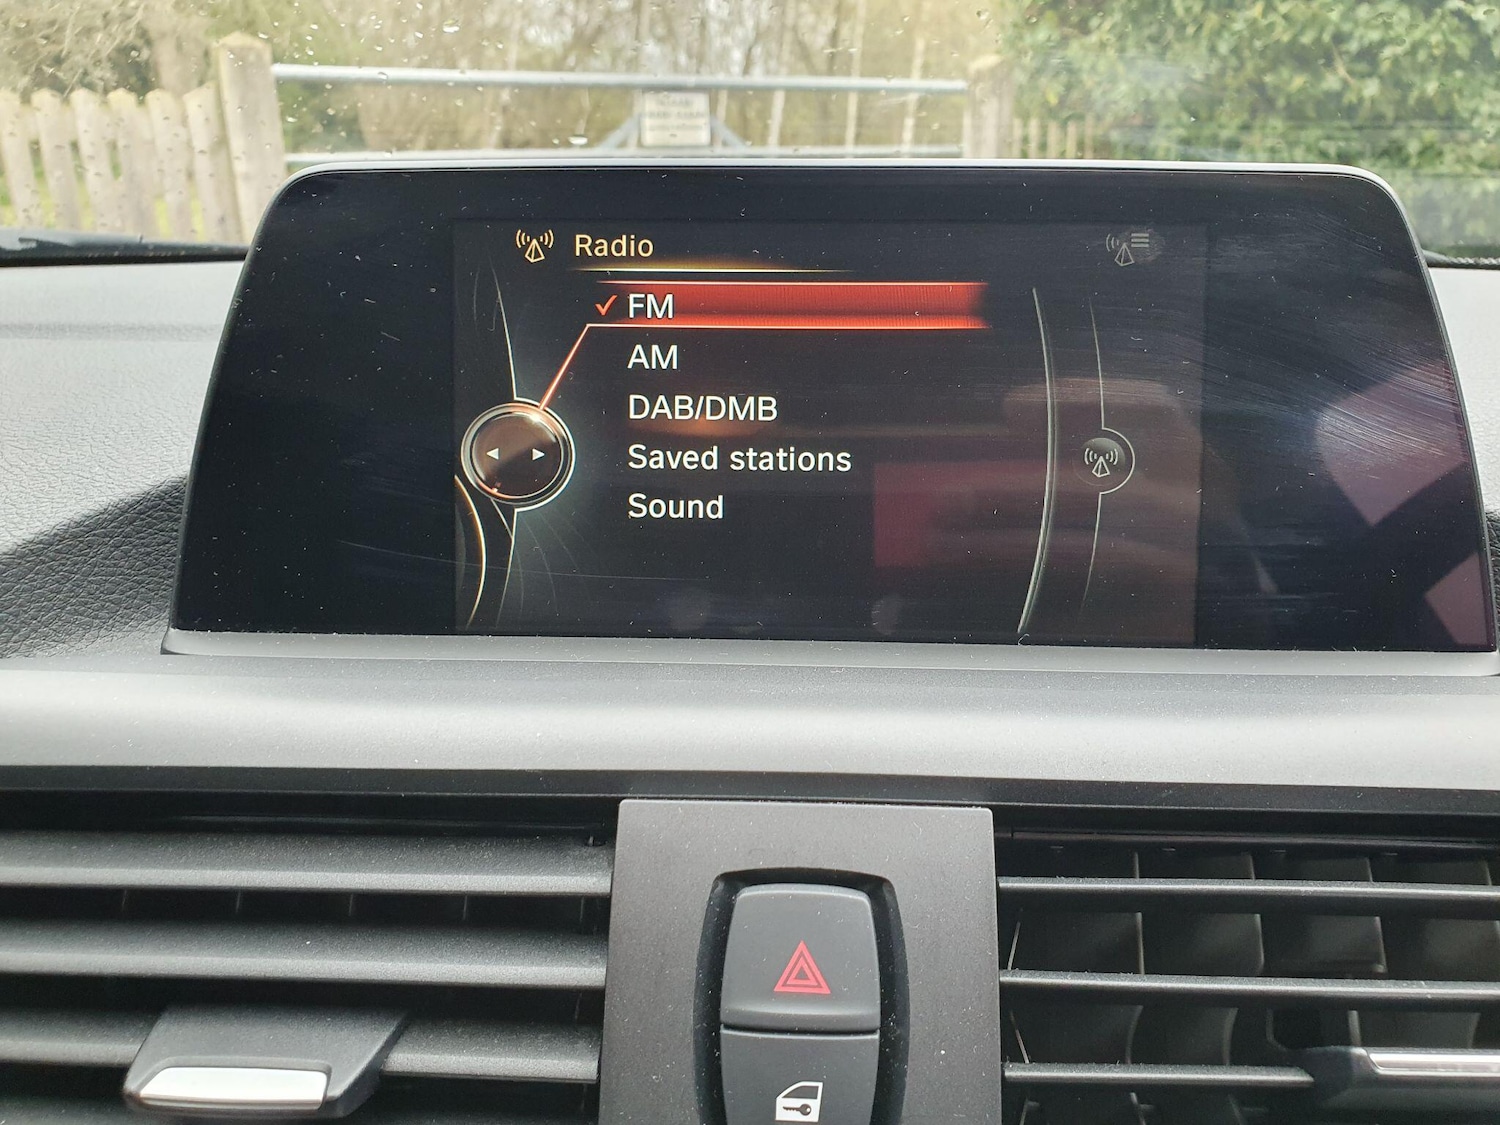 Radio
FM
AM
DAB/DMB
Saved stations
Sound